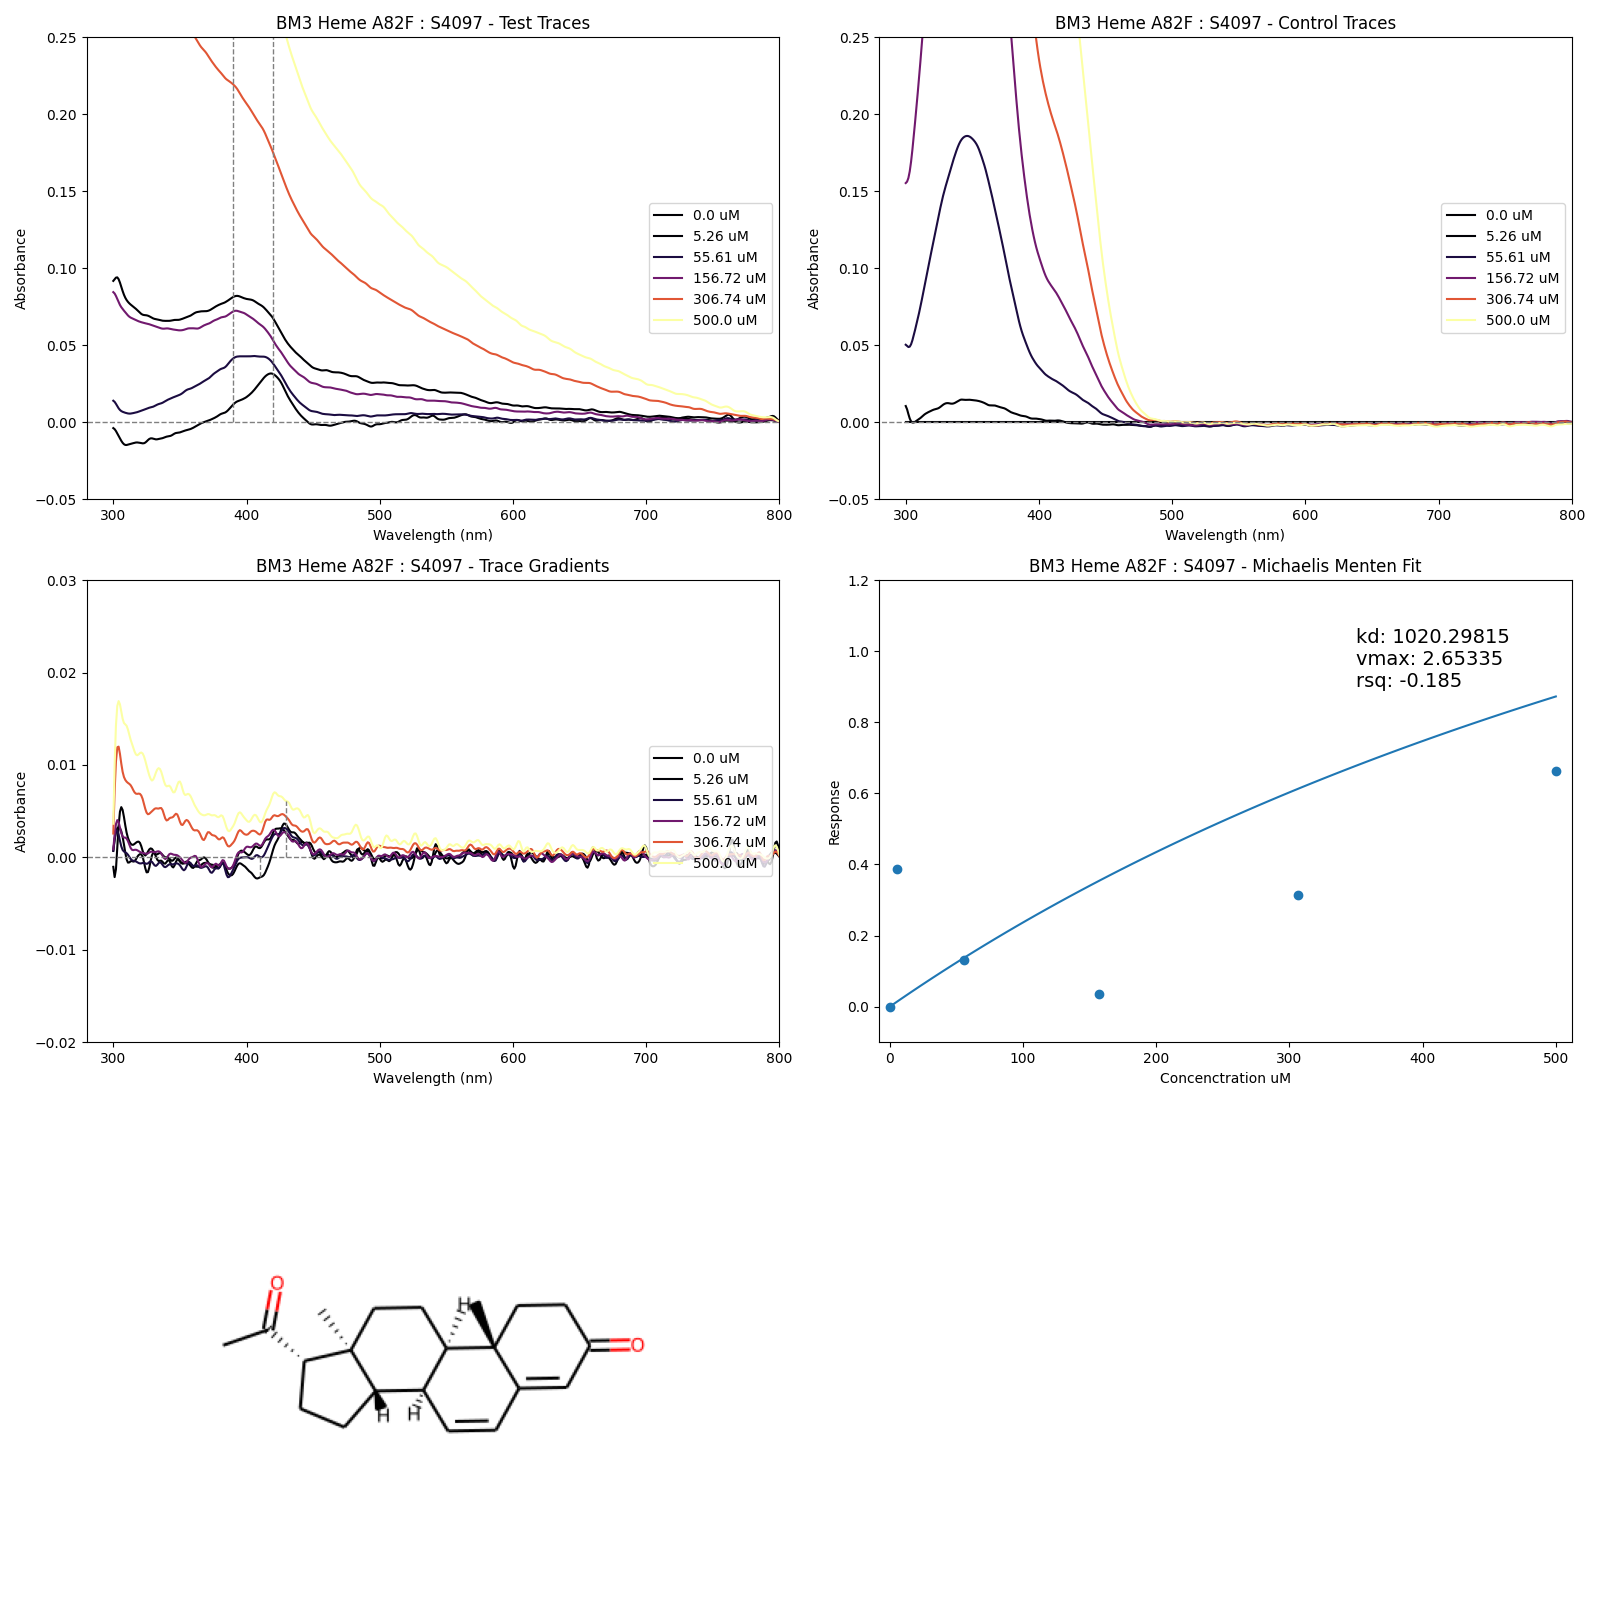 BM3 Heme A82F : S4097 - Test Traces
0.25
0.20
0.15
0.10
0.05
0.00
−0.05
Absorbance
300 400 500 600 700 800
Wavelength (nm)
0.0 uM
5.26 uM
55.61 uM
156.72 uM
306.74 uM
500.0 uM
BM3 Heme A82F : S4097 - Control Traces
0.25
0.20
0.15
0.10
0.05
0.00
−0.05
Absorbance
300 400 500 600 700 800
Wavelength (nm)
0.0 uM
5.26 uM
55.61 uM
156.72 uM
306.74 uM
500.0 uM
BM3 Heme A82F : S4097 - Trace Gradients
0.03
0.02
0.01
0.00
−0.01
−0.02
Absorbance
300 400 500 600 700 800
Wavelength (nm)
0.0 uM
5.26 uM
55.61 uM
156.72 uM
306.74 uM
500.0 uM
BM3 Heme A82F : S4097 - Michaelis Menten Fit
1.2
1.0
0.8
0.6
0.4
0.2
0.0
Response
kd: 1020.29815
vmax: 2.65335
rsq: -0.185
0 100 200 300 400 500
Concenctration uM
O
H
O
H
H